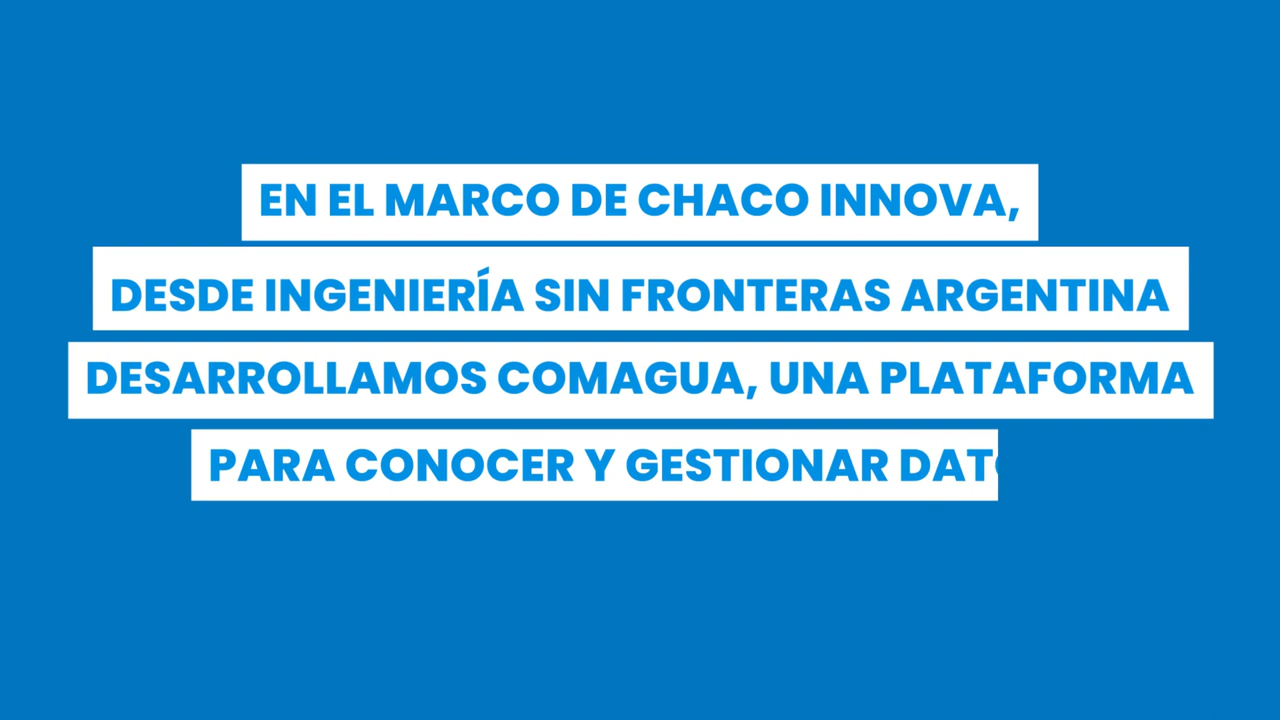 EN EL MARCO DE CHACO INNOVA,
DESDE INGENIERÍA SIN FRONTERAS ARGENTINA
DESARROLLAMOS COMAGUA, UNA PLATAFORMA
PARA CONOCER Y GESTIONAR